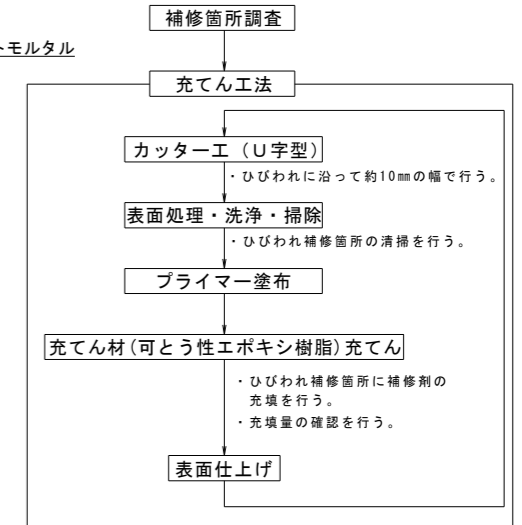 補修箇所調査
トモルタル
充てん工法
カッター工（U字型）
・ひびわれに沿って約10㎜の幅で行う。
表面処理・洗浄・掃除
・ひびわれ補修箇所の清掃を行う。
プライマー塗布
充てん材(可とう性エポキシ樹脂)充てん
・ひびわれ補修箇所に補修剤の
充填を行う。
・充填量の確認を行う。
表面仕上げ